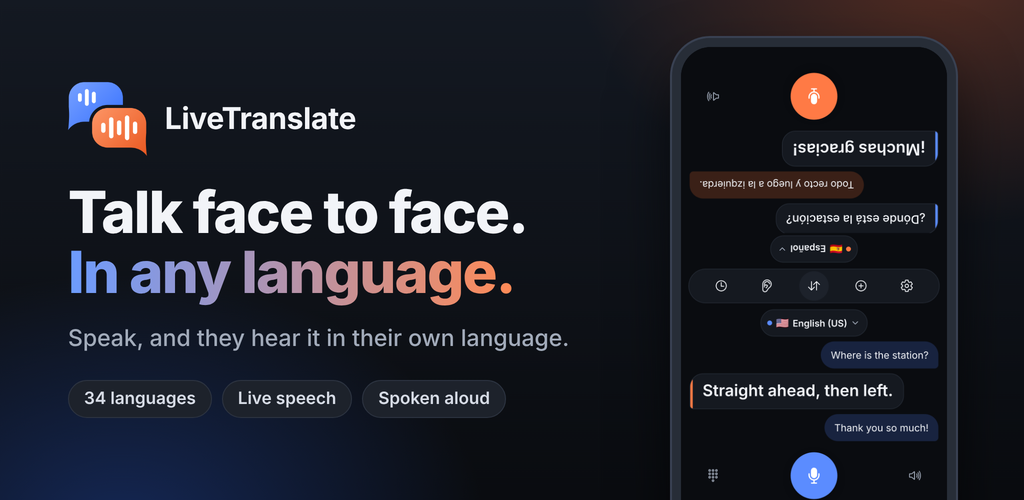 LiveTranslate
Talk face to face.
In any language.
Speak, and they hear it in their own language.
34 languages
Live speech
Spoken aloud
¡Muchas gracias!
Todo recto y luego a la izquierda.
¿Dónde está la estación?
🇪🇸 Español
🇺🇸 English (US)
Where is the station?
Straight ahead, then left.
Thank you so much!